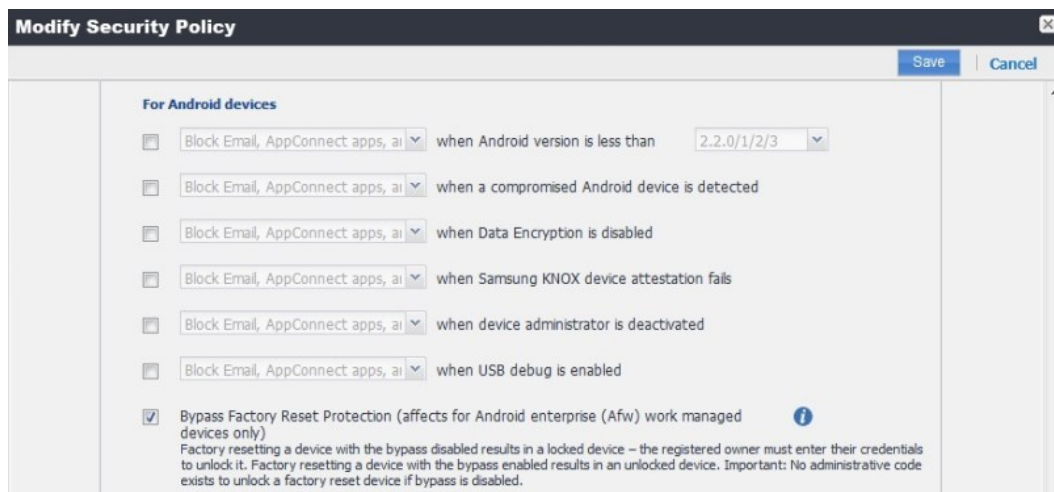 Modify Security Policy
Save
Cancel
For Android devices
Block Email, AppConnect apps, when Android version is less than 2.2.0/1/2/3
Block Email, AppConnect apps, when a compromised Android device is detected
Block Email, AppConnect apps, when Data Encryption is disabled
Block Email, AppConnect apps, when Samsung KNOX device attestation fails
Block Email, AppConnect apps, when device administrator is deactivated
Block Email, AppConnect apps, when USB debug is enabled
Bypass Factory Reset Protection (affects for Android enterprise (Afw) work managed
devices only)
Factory resetting a device with the bypass disabled results in a locked device – the registered owner must enter their credentials
to unlock it. Factory resetting a device with the bypass enabled results in an unlocked device. Important: No administrative code
exists to unlock a factory reset device if bypass is disabled.